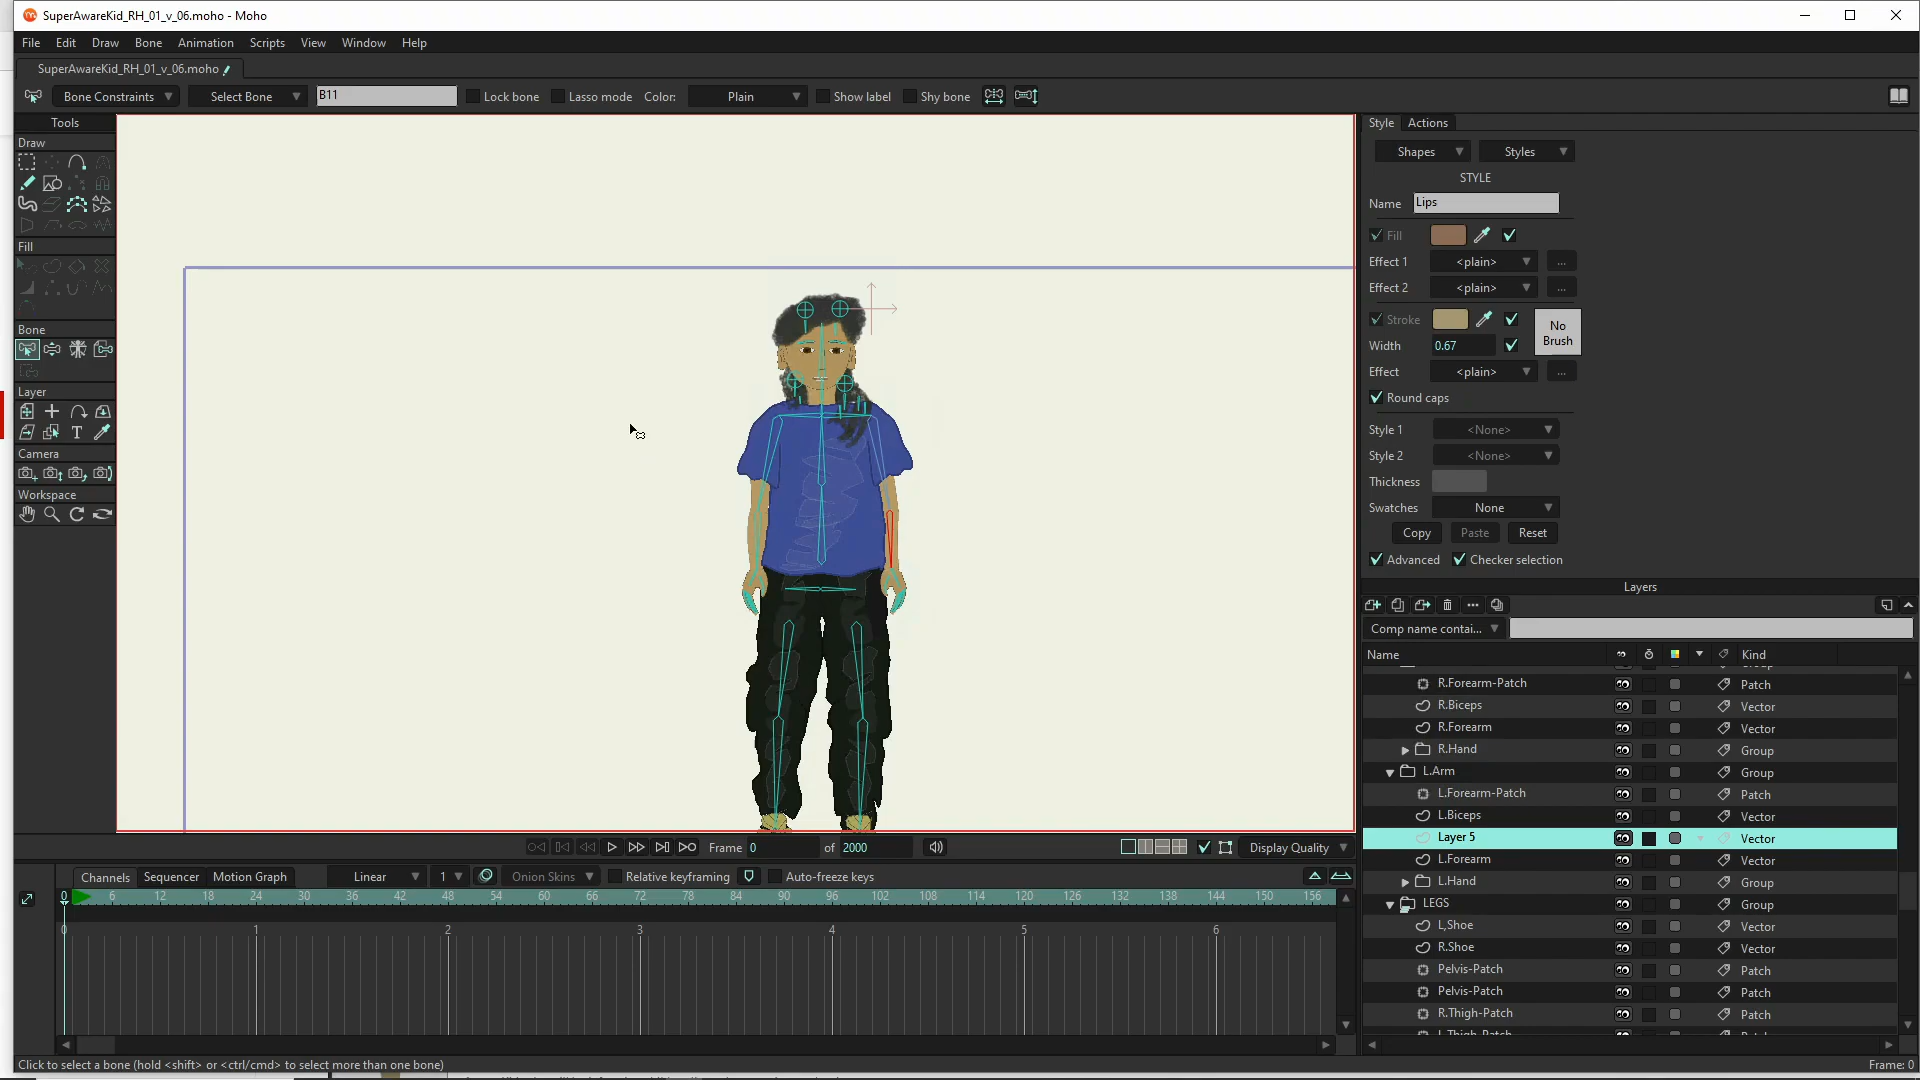 SuperAwareKid_RH_01_v_06.moho - Moho
File Edit Draw Bone Animation Scripts View Window Help
SuperAwareKid_RH_01_v_06.moho
Bone Constraints Select Bone B11 Lock bone Lasso mode Color: Plain Show label Shy bone
Tools
Draw
Fill
Bone
Layer
Camera
Workspace
Style Actions
Shapes Styles
STYLE
Name Lips
Fill
Effect 1 <plain> ...
Effect 2 <plain> ...
Stroke
No Brush
Width 0.67
Effect <plain> ...
Round caps
Style 1 <None>
Style 2 <None>
Thickness
Swatches None
Copy Paste Reset
Advanced Checker selection
Layers
Comp name contai...
Name Kind
R.Forearm-Patch Patch
R.Biceps Vector
R.Forearm Vector
R.Hand Group
L.Arm Group
L.Forearm-Patch Patch
L.Biceps Vector
Layer 5 Vector
L.Forearm Vector
L.Hand Group
LEGS Group
L,Shoe Vector
R.Shoe Vector
Pelvis-Patch Patch
Pelvis-Patch Patch
R.Thigh-Patch Patch
L.Thigh-Patch
Frame 0 of 2000 Display Quality
Channels Sequencer Motion Graph Linear 1 Onion Skins Relative keyframing Auto-freeze keys
0 6 12 18 24 30 36 42 48 54 60 66 72 78 84 90 96 102 108 114 120 126 132 138 144 150 156
0 1 2 3 4 5 6
Click to select a bone (hold <shift> or <ctrl/cmd> to select more than one bone) Frame: 0